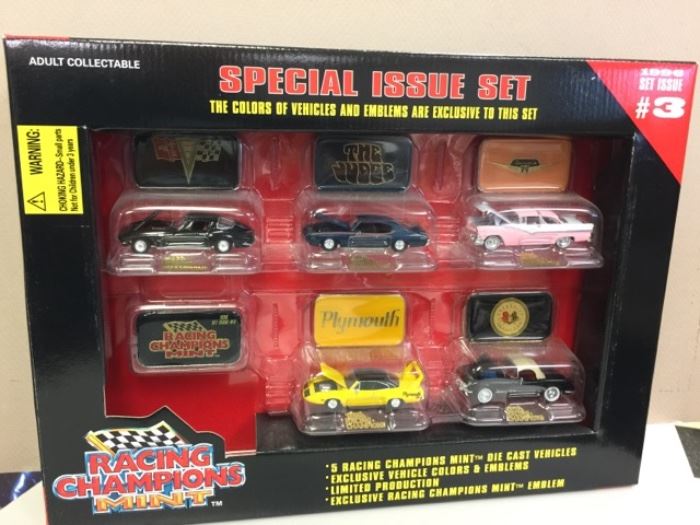 ADULT COLLECTABLE
SPECIAL ISSUE SET
THE COLORS OF VEHICLES AND EMBLEMS ARE EXCLUSIVE TO THIS SET
1996
SET ISSUE
#3
WARNING:
CHOKING HAZARD-Small parts
Not for Children under 3 years
THE
JUDGE
RACING
CHAMPIONS
MINT
Plymouth
RACING
CHAMPIONS
MINT™
·5 RACING CHAMPIONS MINT™ DIE CAST VEHICLES
·EXCLUSIVE VEHICLE COLORS & EMBLEMS
·LIMITED PRODUCTION
·EXCLUSIVE RACING CHAMPIONS MINT™ EMBLEM